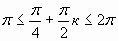 π ≤ π/4 + π/2 к ≤ 2π